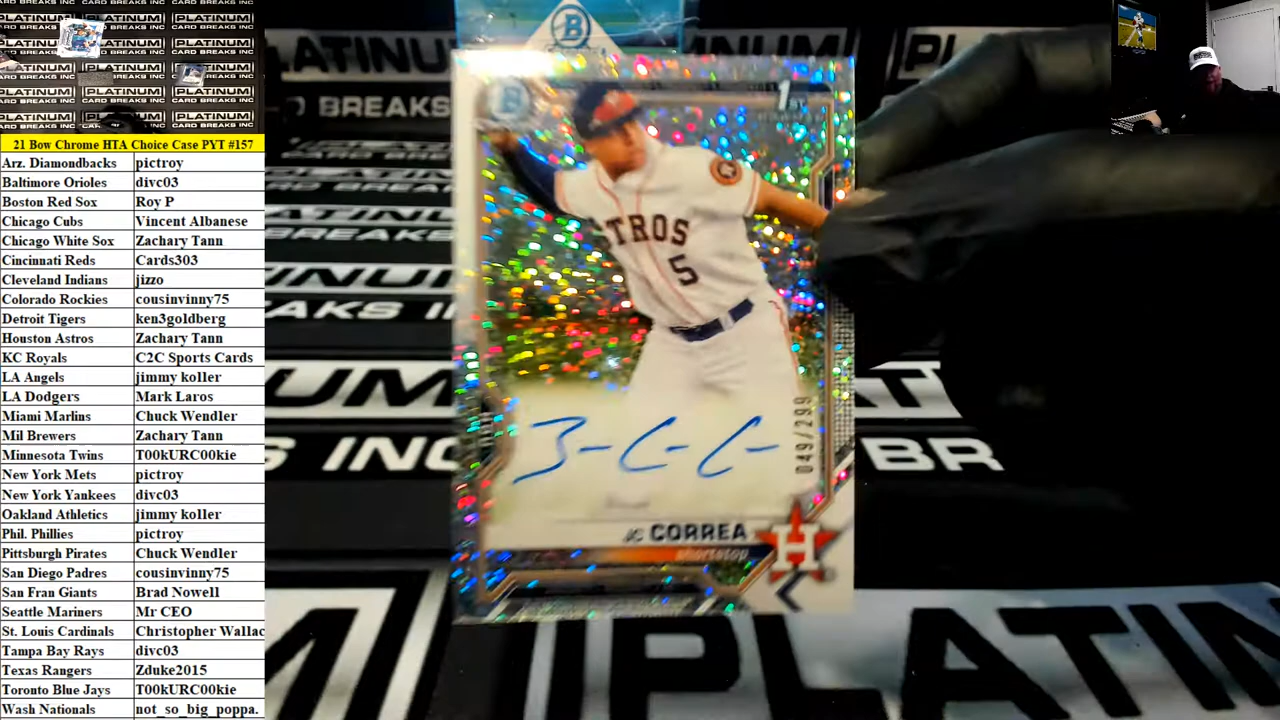 21 Bow Chrome HTA Choice Case PYT #157
Arz. Diamondbacks pictroy
Baltimore Orioles divc03
Boston Red Sox Roy P
Chicago Cubs Vincent Albanese
Chicago White Sox Zachary Tann
Cincinnati Reds Cards303
Cleveland Indians jizzo
Colorado Rockies cousinvinny75
Detroit Tigers ken3goldberg
Houston Astros Zachary Tann
KC Royals C2C Sports Cards
LA Angels jimmy koller
LA Dodgers Mark Laros
Miami Marlins Chuck Wendler
Mil Brewers Zachary Tann
Minnesota Twins T00kURC00kie
New York Mets pictroy
New York Yankees divc03
Oakland Athletics jimmy koller
Phil. Phillies pictroy
Pittsburgh Pirates Chuck Wendler
San Diego Padres cousinvinny75
San Fran Giants Brad Nowell
Seattle Mariners Mr CEO
St. Louis Cardinals Christopher Wallac
Tampa Bay Rays divc03
Texas Rangers Zduke2015
Toronto Blue Jays T00kURC00kie
Wash Nationals not_so_big_poppa.
PLATINUM
CARD BREAKS INC
B
1ST
TROS
5
049/299
JC CORREA
shortstop
H
PLATINUM
BREAKS
PLATIN